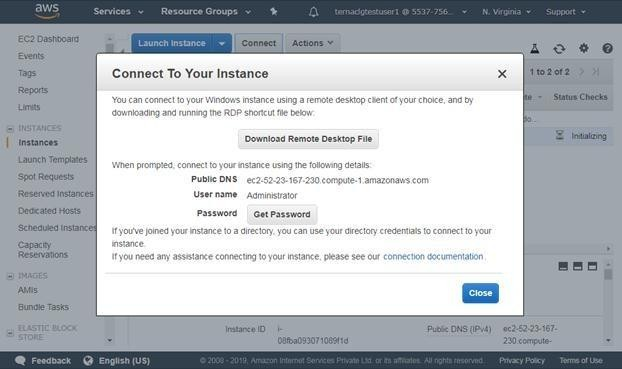 aws
Services
Resource Groups
ternaclgtestuser1 @ 5537-756...
N. Virginia
Support
EC2 Dashboard
Events
Tags
Reports
Limits
INSTANCES
Instances
Launch Templates
Spot Requests
Reserved Instances
Dedicated Hosts
Scheduled Instances
Capacity
Reservations
IMAGES
AMIs
Bundle Tasks
ELASTIC BLOCK
STORE
Launch Instance
Connect
Actions
1 to 2 of 2
Status Checks
Initializing
Connect To Your Instance
You can connect to your Windows instance using a remote desktop client of your choice, and by
downloading and running the RDP shortcut file below:
Download Remote Desktop File
When prompted, connect to your instance using the following details:
Public DNS ec2-52-23-167-230.compute-1.amazonaws.com
User name Administrator
Password Get Password
If you've joined your instance to a directory, you can use your directory credentials to connect to your
instance.
If you need any assistance connecting to your instance, please see our connection documentation.
Close
Instance ID i-
08fba093071089f1d
Public DNS (IPv4) ec2-52-23-167-
230.compute-
Feedback
English (US)
© 2008 - 2019, Amazon Internet Services Private Ltd. or its affiliates. All rights reserved.
Privacy Policy
Terms of Use